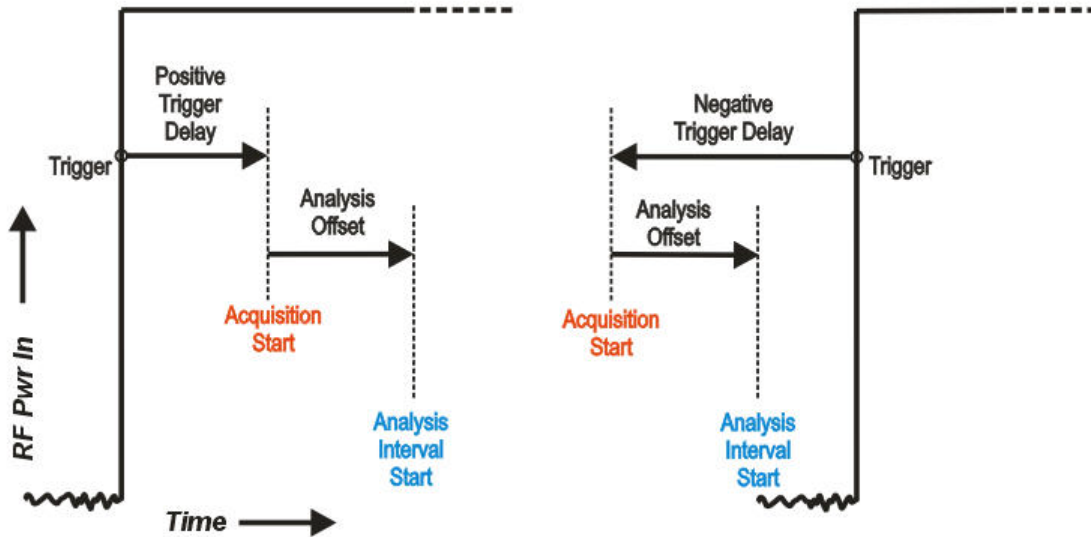 Positive
Trigger
Delay
Trigger
Analysis
Offset
Acquisition
Start
Analysis
Interval
Start
RF Pwr In
Time
Negative
Trigger Delay
Trigger
Analysis
Offset
Acquisition
Start
Analysis
Interval
Start